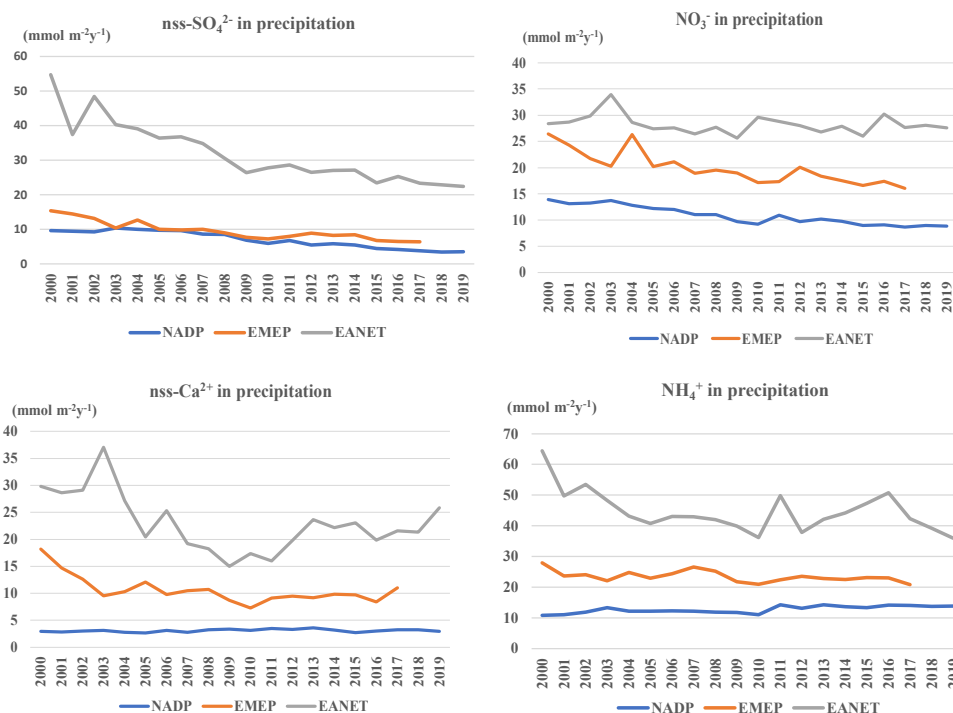 nss-SO₄²⁻ in precipitation
(mmol m⁻²y⁻¹)
60
50
40
30
20
10
0
2000 2001 2002 2003 2004 2005 2006 2007 2008 2009 2010 2011 2012 2013 2014 2015 2016 2017 2018 2019
NADP EMEP EANET
NO₃⁻ in precipitation
(mmol m⁻²y⁻¹)
40
35
30
25
20
15
10
5
0
2000 2001 2002 2003 2004 2005 2006 2007 2008 2009 2010 2011 2012 2013 2014 2015 2016 2017 2018 2019
NADP EMEP EANET
nss-Ca²⁺ in precipitation
(mmol m⁻²y⁻¹)
40
35
30
25
20
15
10
5
0
2000 2001 2002 2003 2004 2005 2006 2007 2008 2009 2010 2011 2012 2013 2014 2015 2016 2017 2018 2019
NADP EMEP EANET
NH₄⁺ in precipitation
(mmol m⁻²y⁻¹)
70
60
50
40
30
20
10
0
2000 2001 2002 2003 2004 2005 2006 2007 2008 2009 2010 2011 2012 2013 2014 2015 2016 2017 2018 2019
NADP EMEP EANET